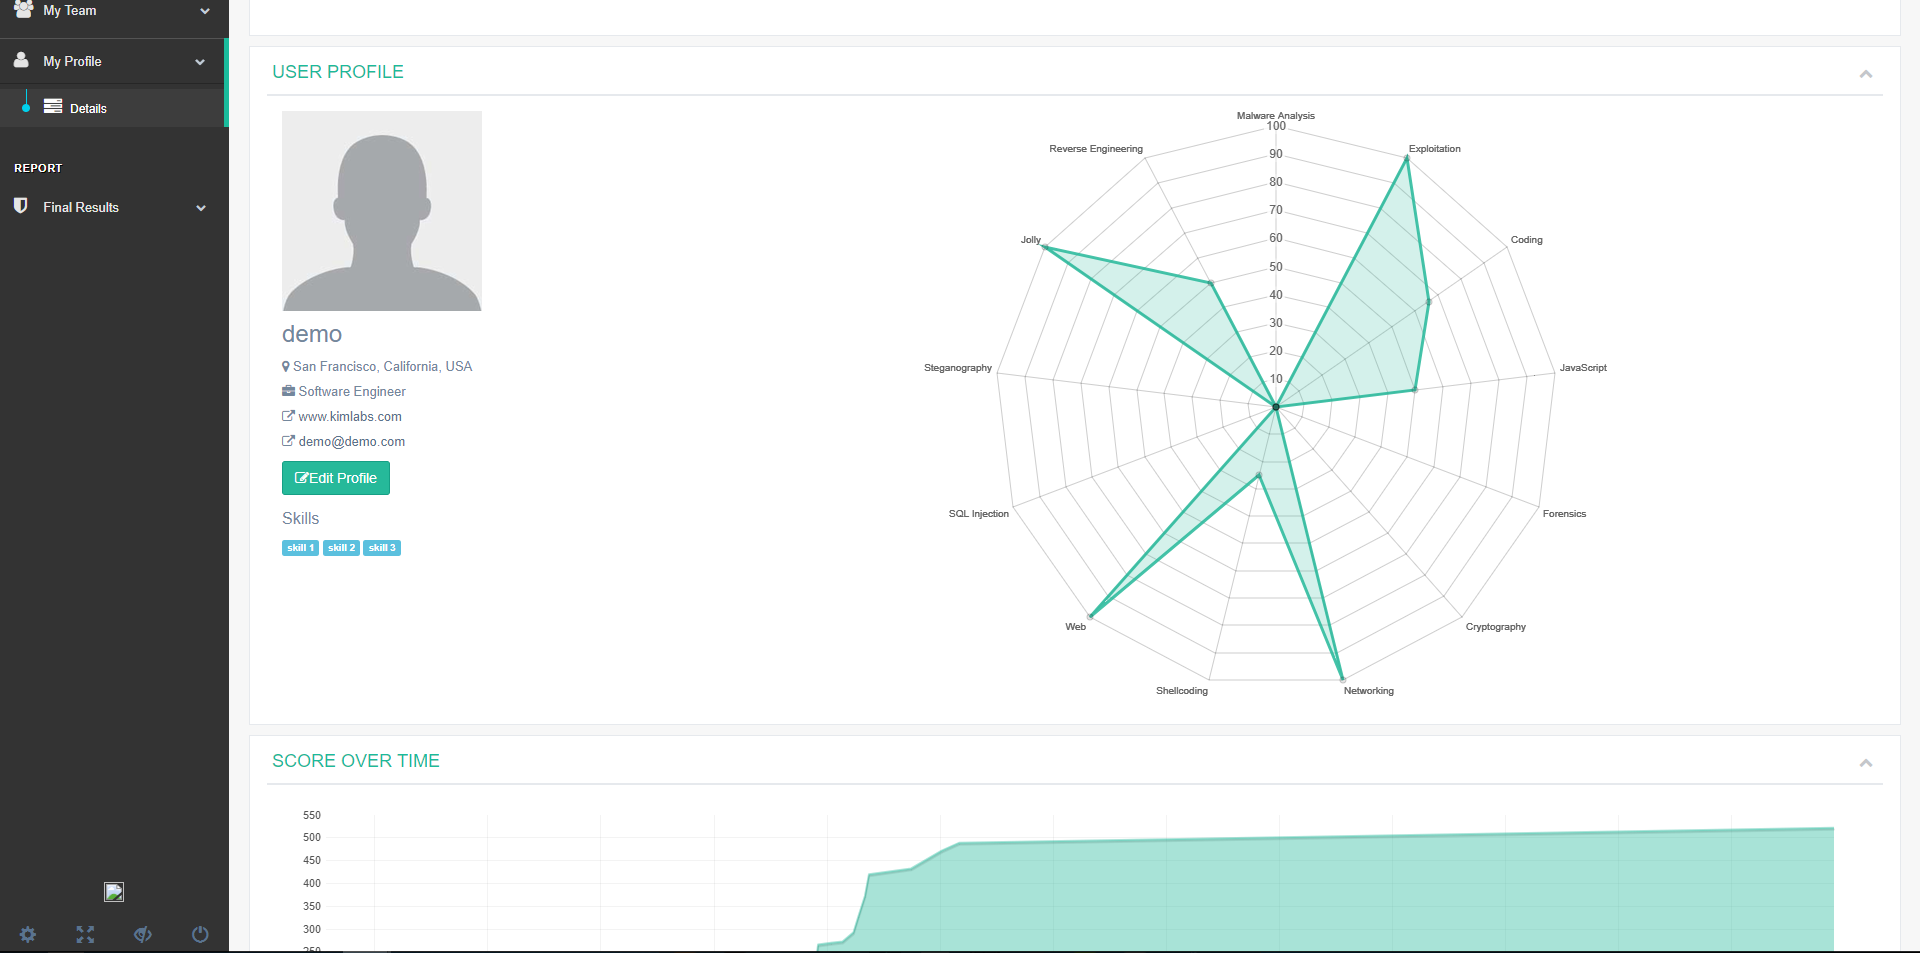 My Team
My Profile
Details
REPORT
Final Results
USER PROFILE
demo
San Francisco, California, USA
Software Engineer
www.kimlabs.com
demo@demo.com
Edit Profile
Skills
skill 1 skill 2 skill 3
Malware Analysis
100
Reverse Engineering
Exploitation
90
80
70
Jolly
Coding
60
50
40
30
20
Steganography
JavaScript
10
SQL Injection
Forensics
Web
Cryptography
Shellcoding
Networking
SCORE OVER TIME
550
500
450
400
350
300
250